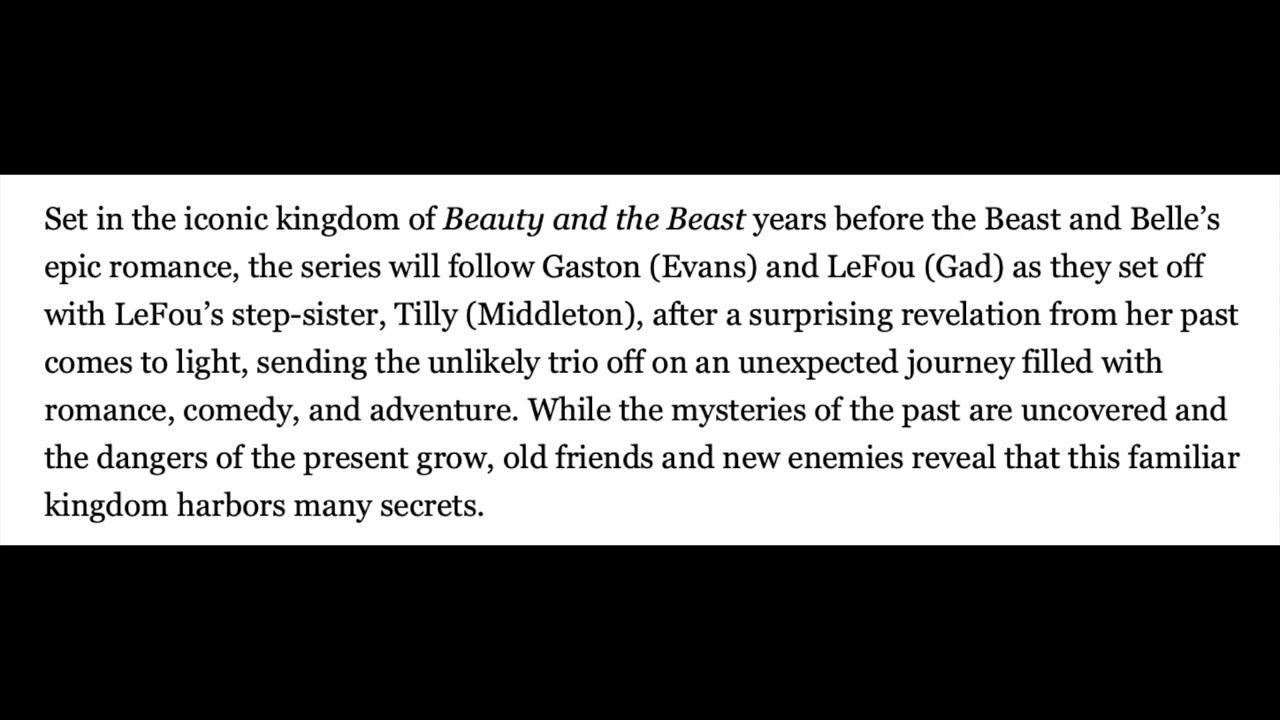 Set in the iconic kingdom of Beauty and the Beast years before the Beast and Belle’s
epic romance, the series will follow Gaston (Evans) and LeFou (Gad) as they set off
with LeFou’s step-sister, Tilly (Middleton), after a surprising revelation from her past
comes to light, sending the unlikely trio off on an unexpected journey filled with
romance, comedy, and adventure. While the mysteries of the past are uncovered and
the dangers of the present grow, old friends and new enemies reveal that this familiar
kingdom harbors many secrets.